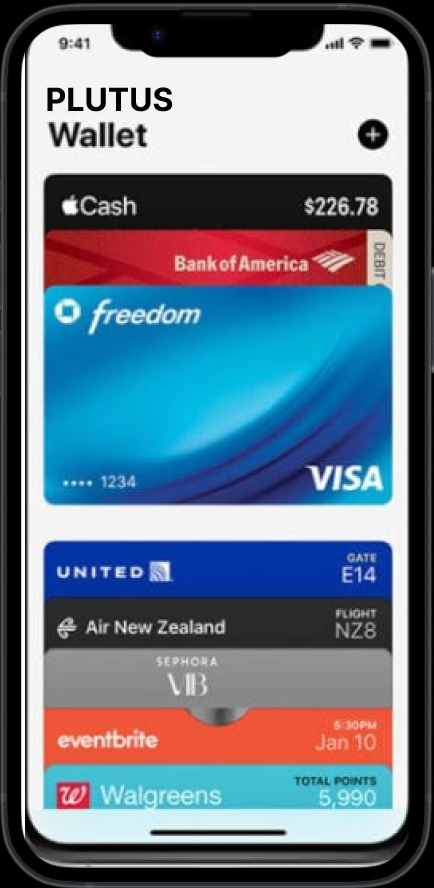 9:41
PLUTUS
Wallet
Cash $226.78
Bank of America DEBIT
freedom
•••• 1234 VISA
UNITED GATE
E14
Air New Zealand FLIGHT
NZ8
SEPHORA
VIB
eventbrite 5:30PM
Jan 10
Walgreens TOTAL POINTS
5,990